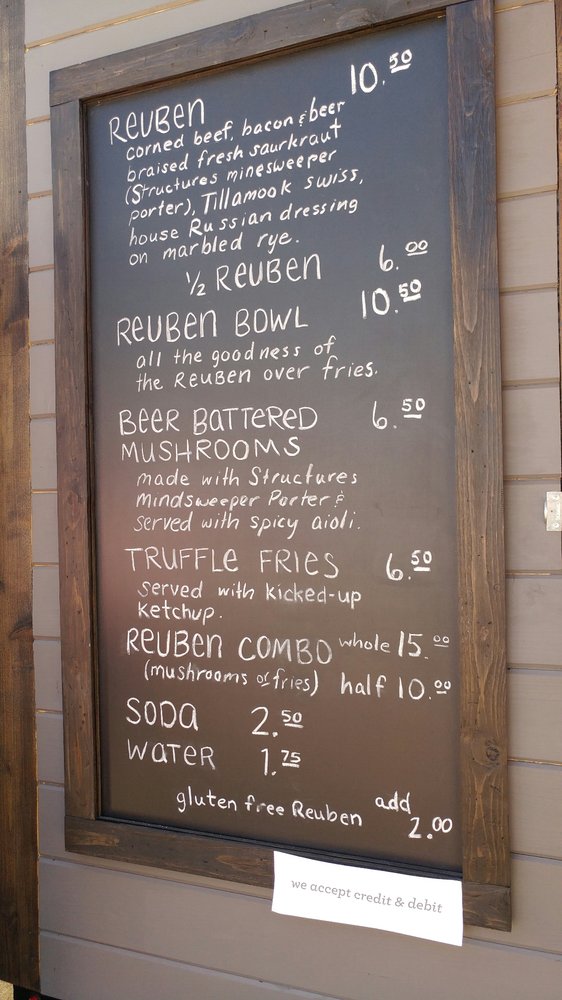 REUBEN 10.50
corned beef, bacon & beer
braised fresh saurkraut
(Structures minesweeper
porter), Tillamook swiss,
house Russian dressing
on marbled rye.
1/2 REUBEN 6.00
REUBEN BOWL 10.50
all the goodness of
the REUBEN over fries.
BEER BATTERED 6.50
MUSHROOMS
made with Structures
mindsweeper Porter &
served with spicy aioli.
TRUFFLE FRIES 6.50
served with kicked-up
ketchup.
REUBEN COMBO whole 15.00
(mushrooms or fries) half 10.00
SODA 2.50
WATER 1.75
gluten free Reuben add
2.00
we accept credit & debit